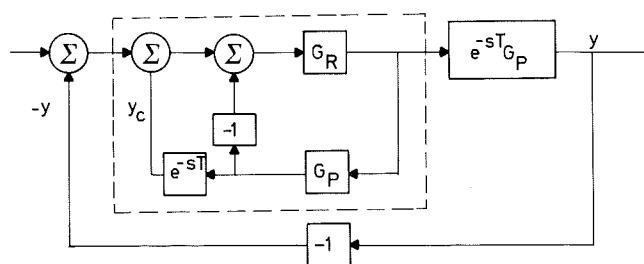 Σ Σ Σ G_R e^{-sT}G_P y
-y y_c -1
e^{-sT} G_P
-1